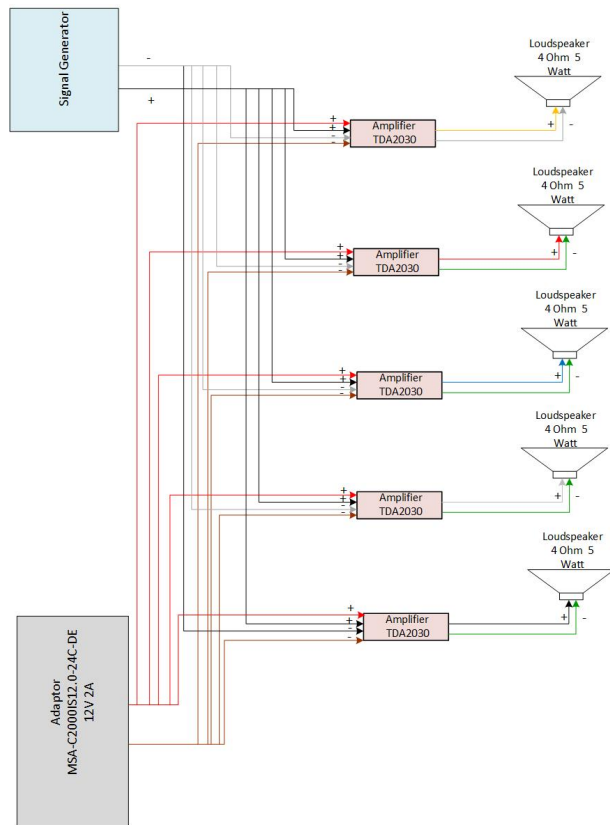 Signal Generator
-
+
Loudspeaker
4 Ohm 5
Watt
+ -
+
+
-
-
Amplifier
TDA2030
Loudspeaker
4 Ohm 5
Watt
+ -
+
+
-
-
Amplifier
TDA2030
Loudspeaker
4 Ohm 5
Watt
+ -
+
+
-
-
Amplifier
TDA2030
Loudspeaker
4 Ohm 5
Watt
+ -
+
+
-
-
Amplifier
TDA2030
Loudspeaker
4 Ohm 5
Watt
+ -
+
+
-
-
Amplifier
TDA2030
Adaptor
MSA-C2000IS12.0-24C-DE
12V 2A